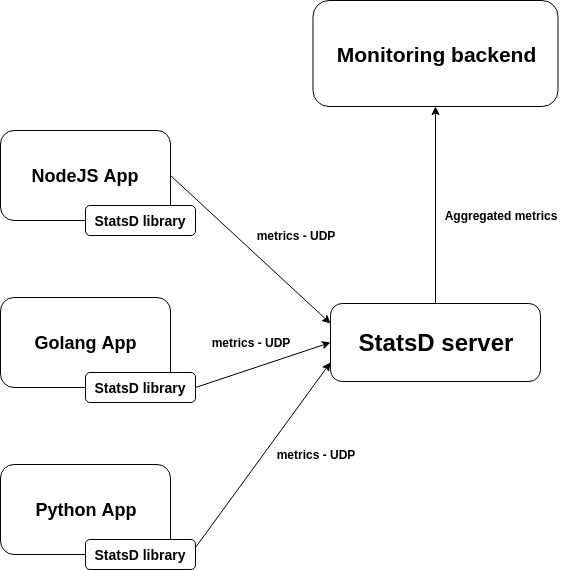 Monitoring backend
NodeJS App
StatsD library
metrics - UDP
Aggregated metrics
Golang App
StatsD library
metrics - UDP
StatsD server
Python App
StatsD library
metrics - UDP